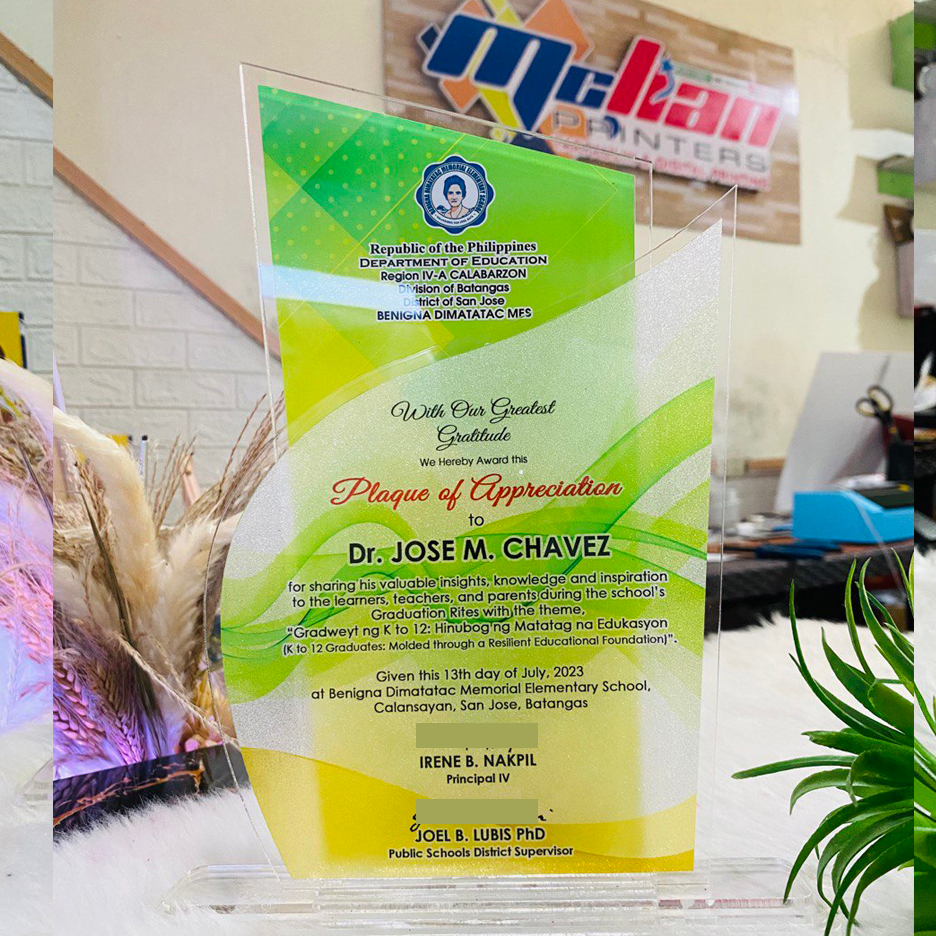 McHan
PRINTERS
DIGITAL PRINTING
Republic of the Philippines
DEPARTMENT OF EDUCATION
Region IV-A CALABARZON
Division of Batangas
District of San Jose
BENIGNA DIMATATAC MES
With Our Greatest
Gratitude
We Hereby Award this
Plaque of Appreciation
to
Dr. JOSE M. CHAVEZ
for sharing his valuable insights, knowledge and inspiration
to the learners, teachers, and parents during the school's
Graduation Rites with the theme,
“Gradweyt ng K to 12: Hinubog ng Matatag na Edukasyon
(K to 12 Graduates: Molded through a Resilient Educational Foundation)”.
Given this 13th day of July, 2023
at Benigna Dimatatac Memorial Elementary School,
Calansayan, San Jose, Batangas
IRENE B. NAKPIL
Principal IV
JOEL B. LUBIS PhD
Public Schools District Supervisor